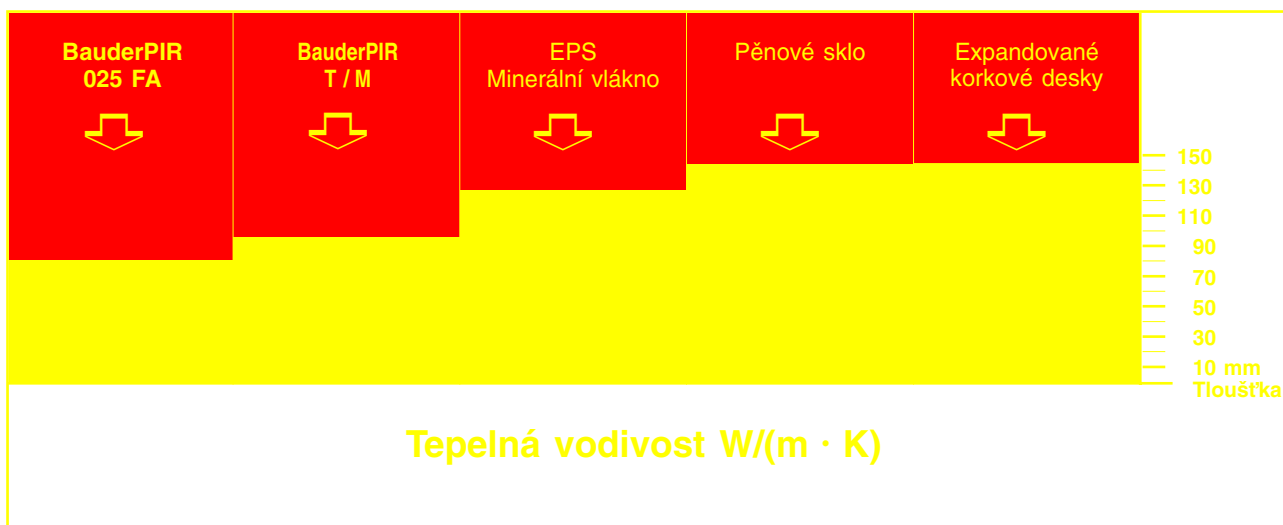 BauderPIR
025 FA
BauderPIR
T / M
EPS
Minerální vlákno
Pěnové sklo
Expandované
korkové desky
150
130
110
90
70
50
30
10 mm
Tloušťka
Tepelná vodivost W/(m · K)